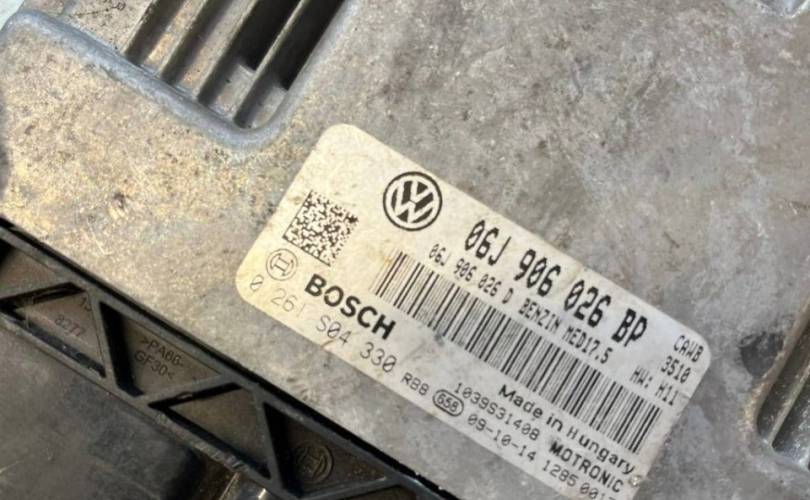 06J 906 026 BP
06J 906 026 D BENZIN MED17.5
CAWB
3510
HW: H11
BOSCH
0 261 S04 330
Made in Hungary
1039S31408 MOTRONIC
658
09-10-14
>PA66-
GF30<